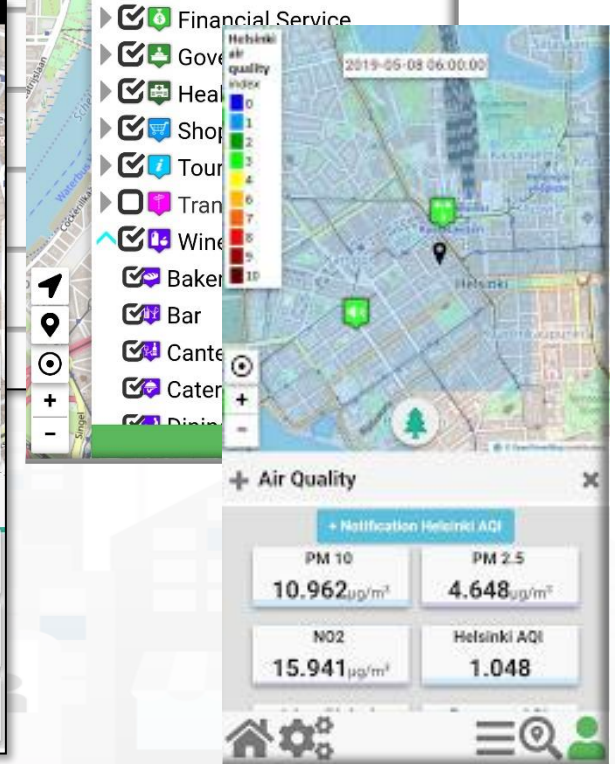 Financial Service
Gove
Heal
Shop
Tour
Tran
Wine
Baker
Bar
Cante
Cater
Dining
+
−
Singel
Helsinki
air
quality
index
0
1
2
3
4
6
7
8
9
10
2019-05-08 06:00:00
Helsinki
+
−
+ Air Quality
+ Notification Helsinki AQI
PM 10
10.962µg/m³
PM 2.5
4.648µg/m³
NO2
15.941µg/m³
Helsinki AQI
1.048